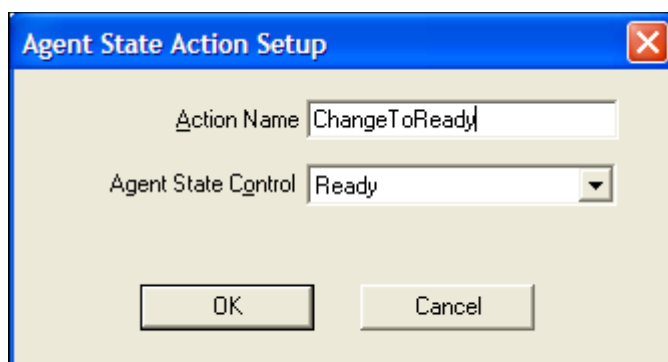 Agent State Action Setup
Action Name ChangeToReady
Agent State Control Ready
OK Cancel